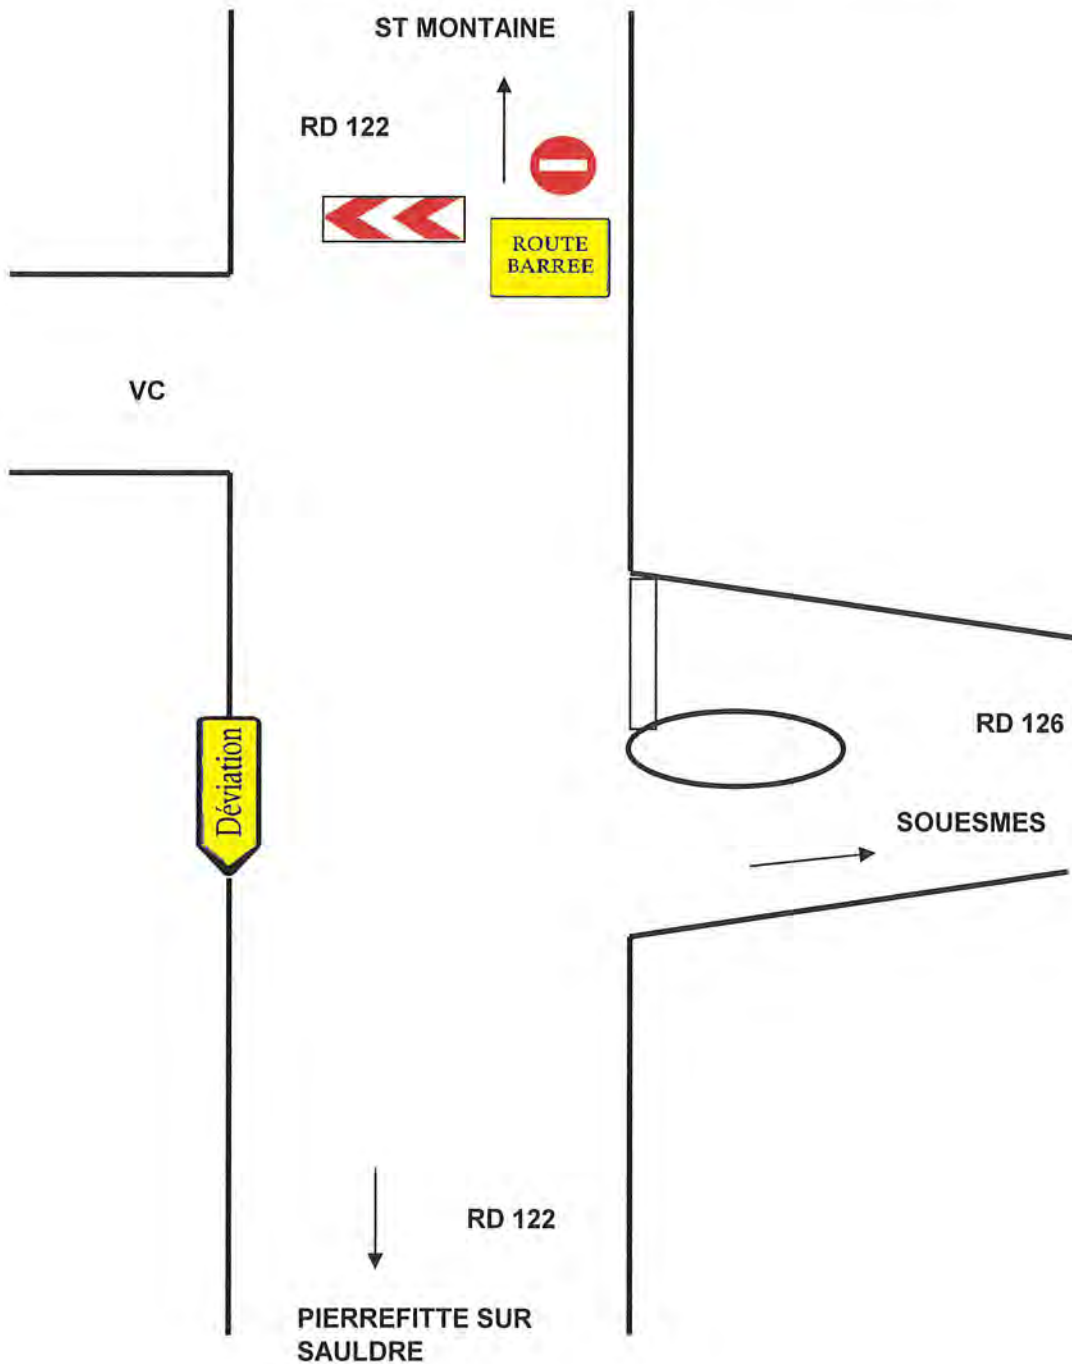 ST MONTAINE
RD 122
ROUTE
BARREE
VC
RD 126
Déviation
SOUESMES
RD 122
PIERREFITTE SUR
SAULDRE